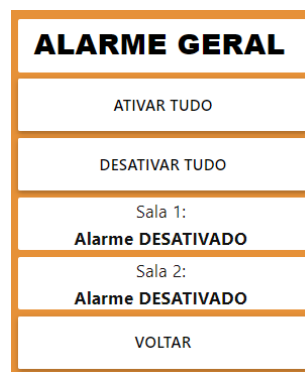 ALARME GERAL
ATIVAR TUDO
DESATIVAR TUDO
Sala 1:
Alarme DESATIVADO
Sala 2:
Alarme DESATIVADO
VOLTAR